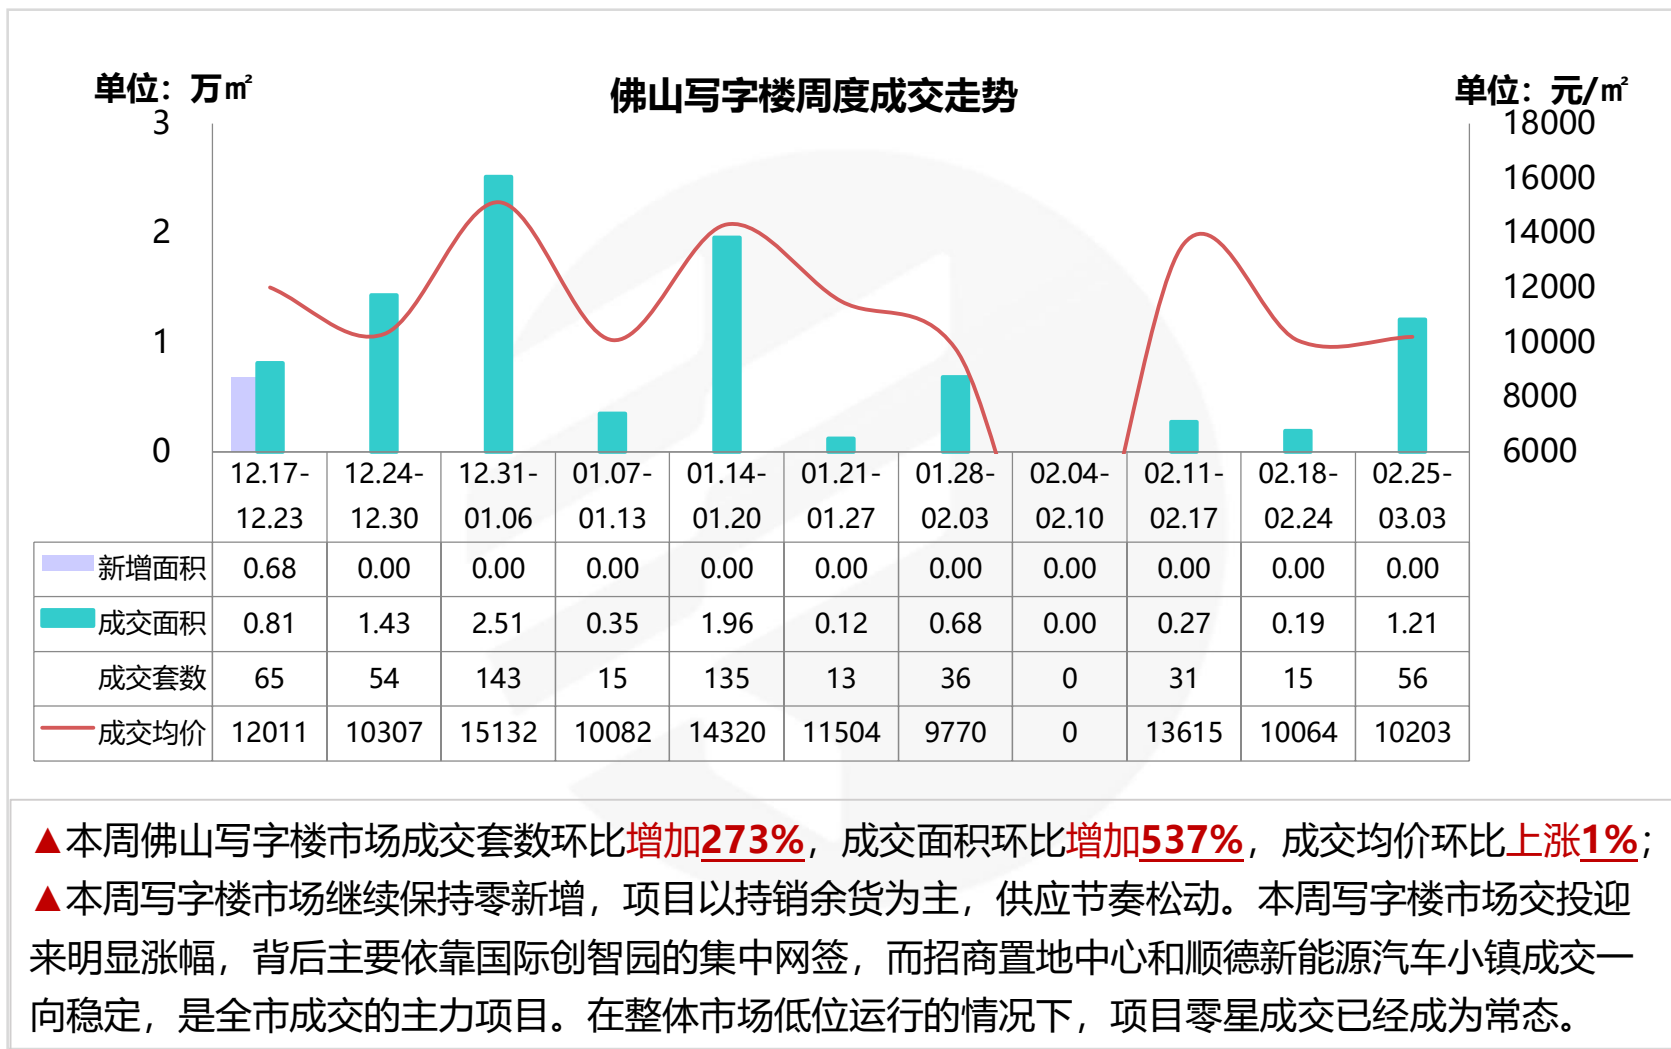 单位：万㎡
佛山写字楼周度成交走势
单位：元/㎡
3
2
1
0
18000
16000
14000
12000
10000
8000
6000
12.17-12.23 12.24-12.30 12.31-01.06 01.07-01.13 01.14-01.20 01.21-01.27 01.28-02.03 02.04-02.10 02.11-02.17 02.18-02.24 02.25-03.03
新增面积 0.68 0.00 0.00 0.00 0.00 0.00 0.00 0.00 0.00 0.00 0.00
成交面积 0.81 1.43 2.51 0.35 1.96 0.12 0.68 0.00 0.27 0.19 1.21
成交套数 65 54 143 15 135 13 36 0 31 15 56
成交均价 12011 10307 15132 10082 14320 11504 9770 0 13615 10064 10203
▲本周佛山写字楼市场成交套数环比增加273%，成交面积环比增加537%，成交均价环比上涨1%；
▲本周写字楼市场继续保持零新增，项目以持销余货为主，供应节奏松动。本周写字楼市场交投迎
来明显涨幅，背后主要依靠国际创智园的集中网签，而招商置地中心和顺德新能源汽车小镇成交一
向稳定，是全市成交的主力项目。在整体市场低位运行的情况下，项目零星成交已经成为常态。